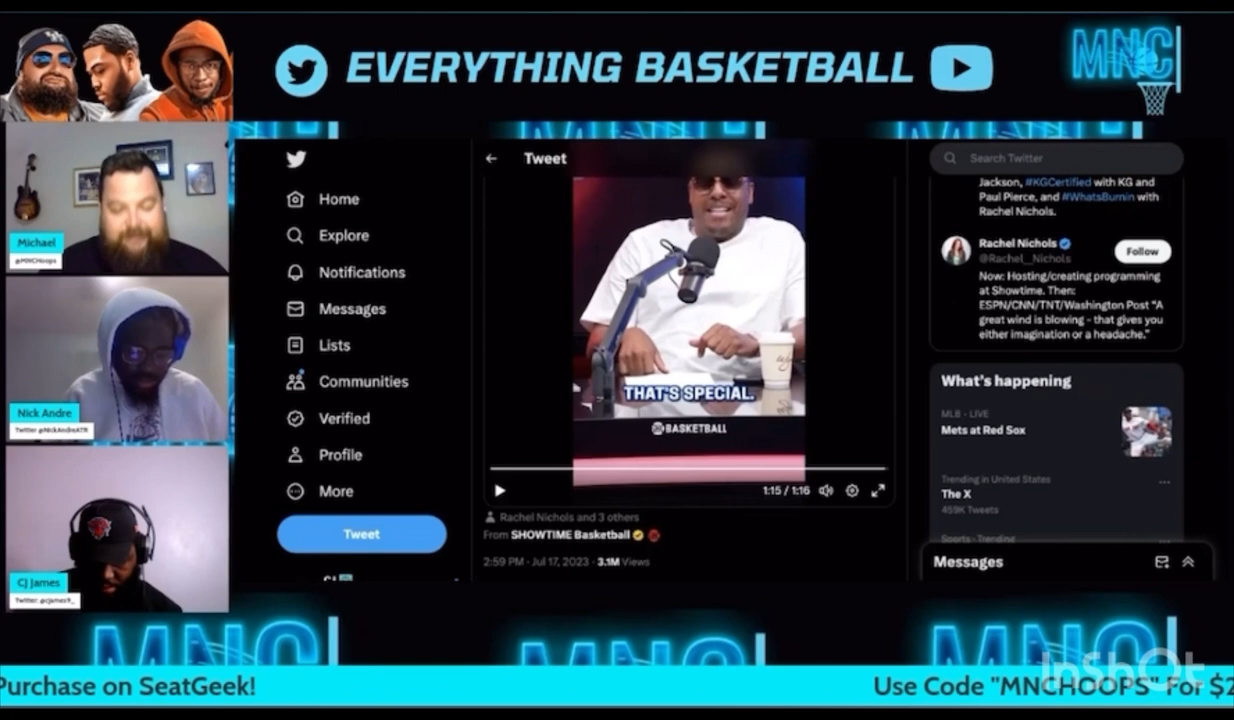 EVERYTHING BASKETBALL
MNC
Michael
@MNCHoops
Nick Andre
Twitter @NickAndreATR
CJ James
Twitter: @cjames9_
Home
Explore
Notifications
Messages
Lists
Communities
Verified
Profile
More
Tweet
Tweet
THAT'S SPECIAL.
BASKETBALL
1:15 / 1:16
Rachel Nichols and 3 others
From SHOWTIME Basketball
2:59 PM · Jul 17, 2023 · 3.1M Views
Search Twitter
Jackson, #KGCertified with KG and
Paul Pierce, and #WhatsBurnin with
Rachel Nichols.
Rachel Nichols
@Rachel__Nichols
Follow
Now: Hosting/creating programming
at Showtime. Then:
ESPN/CNN/TNT/Washington Post "A
great wind is blowing - that gives you
either imagination or a headache."
What's happening
MLB · LIVE
Mets at Red Sox
Trending in United States
The X
459K Tweets
Sports · Trending
Messages
MNC
MNC
MNC
InShOt
Purchase on SeatGeek!
Use Code "MNCHOOPS" For $2